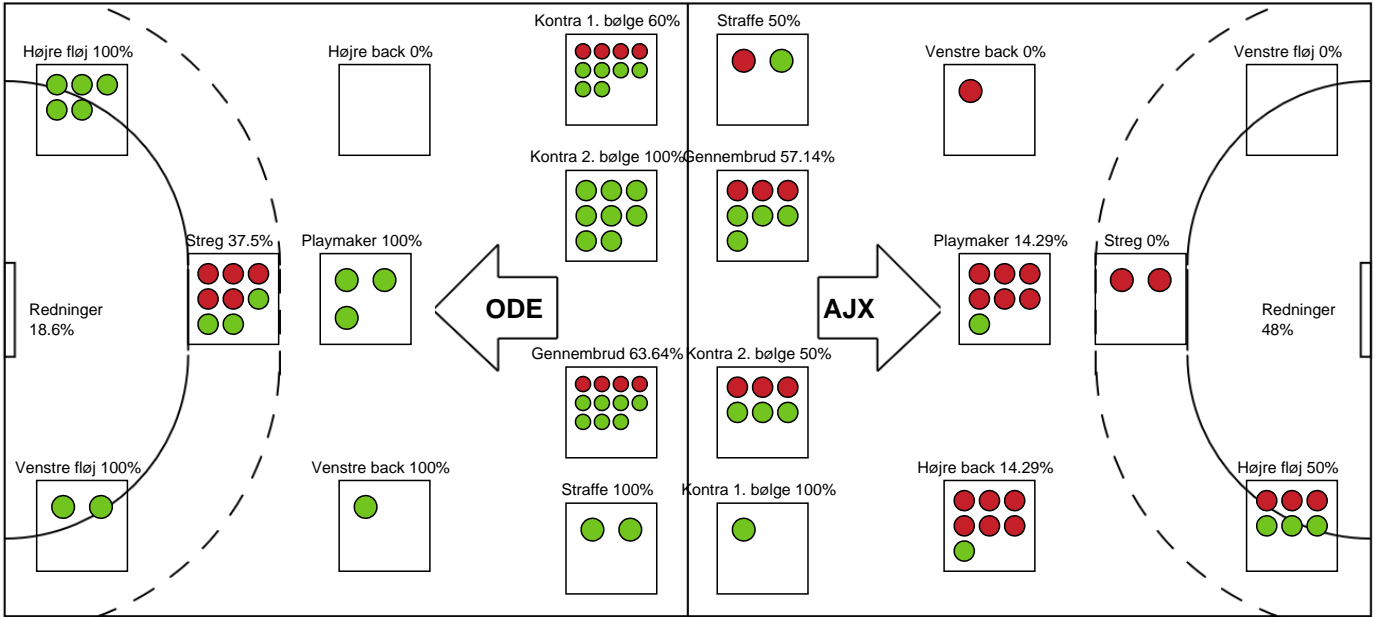 Kontra 1. bølge 60%
Straffe 50%
Højre fløj 100%
Højre back 0%
Venstre back 0%
Venstre fløj 0%
Kontra 2. bølge 100%
Gennembrud 57.14%
Streg 37.5%
Playmaker 100%
Playmaker 14.29%
Streg 0%
Redninger
18.6%
ODE
AJX
Redninger
48%
Gennembrud 63.64%
Kontra 2. bølge 50%
Venstre fløj 100%
Venstre back 100%
Straffe 100%
Kontra 1. bølge 100%
Højre back 14.29%
Højre fløj 50%